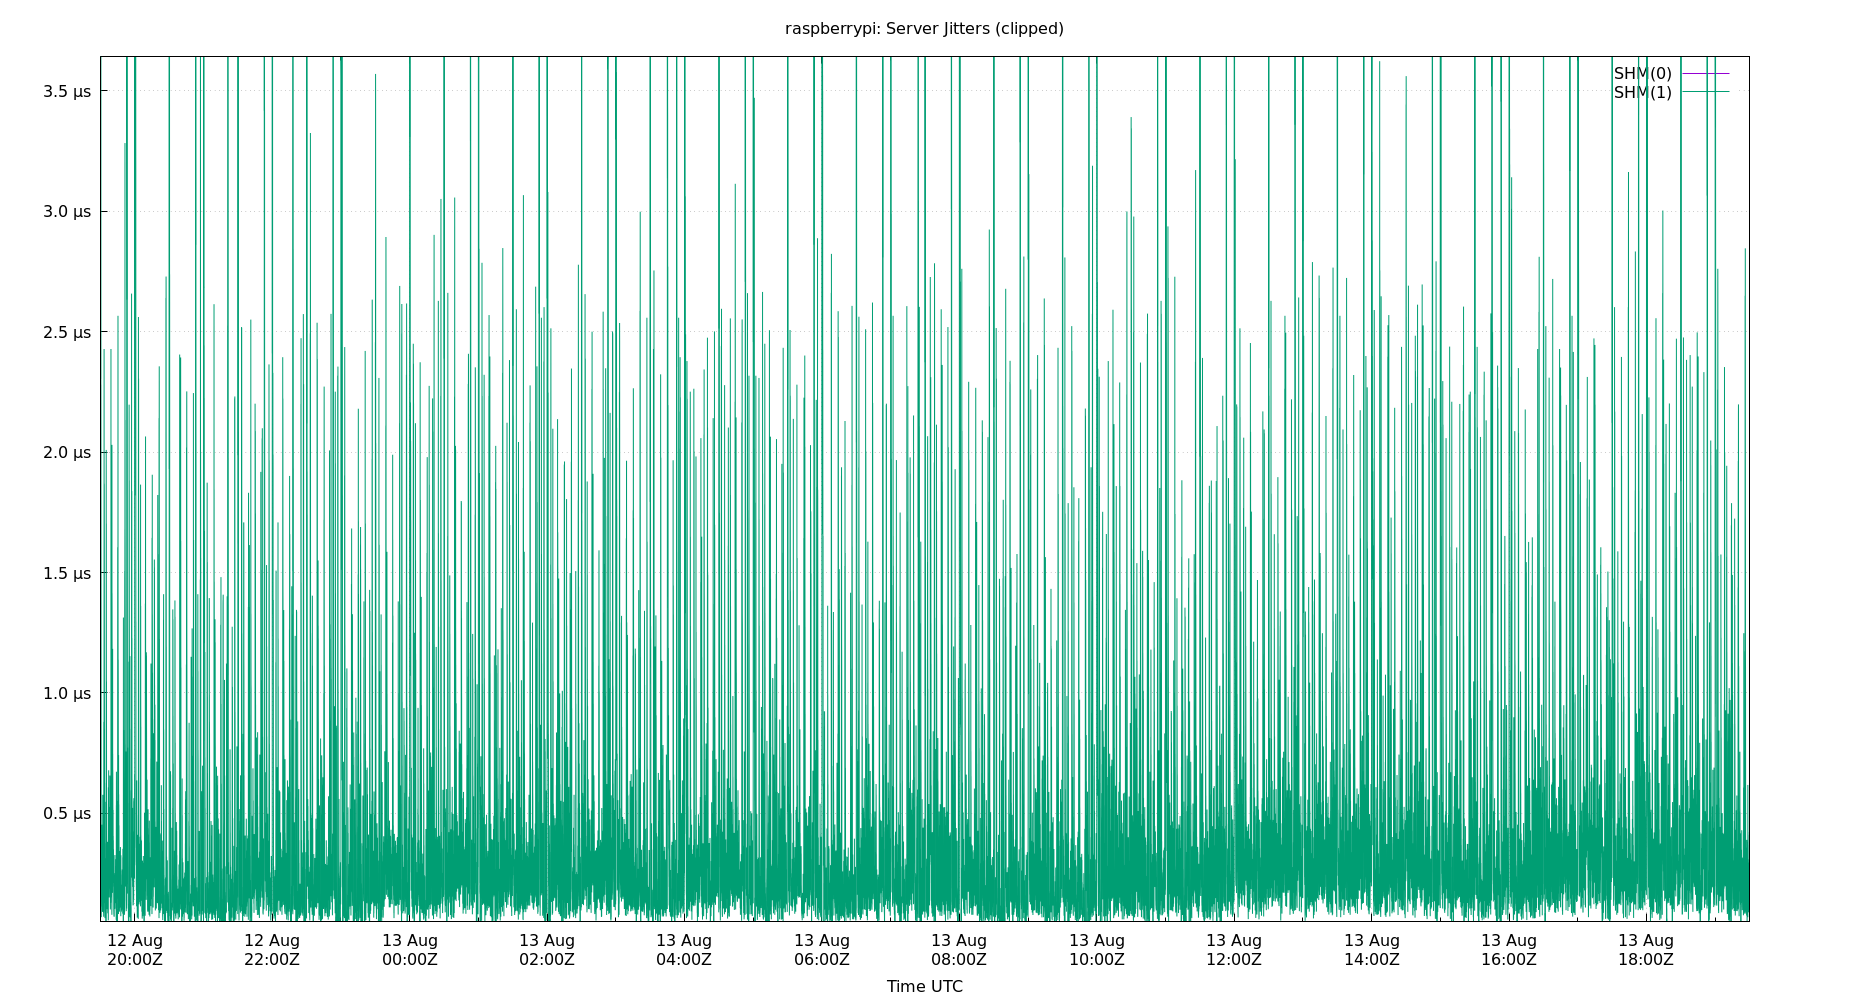 raspberrypi: Server Jitters (clipped)
SHM(0)
SHM(1)
3.5 µs
3.0 µs
2.5 µs
2.0 µs
1.5 µs
1.0 µs
0.5 µs
12 Aug 12 Aug 13 Aug 13 Aug 13 Aug 13 Aug 13 Aug 13 Aug 13 Aug 13 Aug 13 Aug 13 Aug
20:00Z 22:00Z 00:00Z 02:00Z 04:00Z 06:00Z 08:00Z 10:00Z 12:00Z 14:00Z 16:00Z 18:00Z
Time UTC